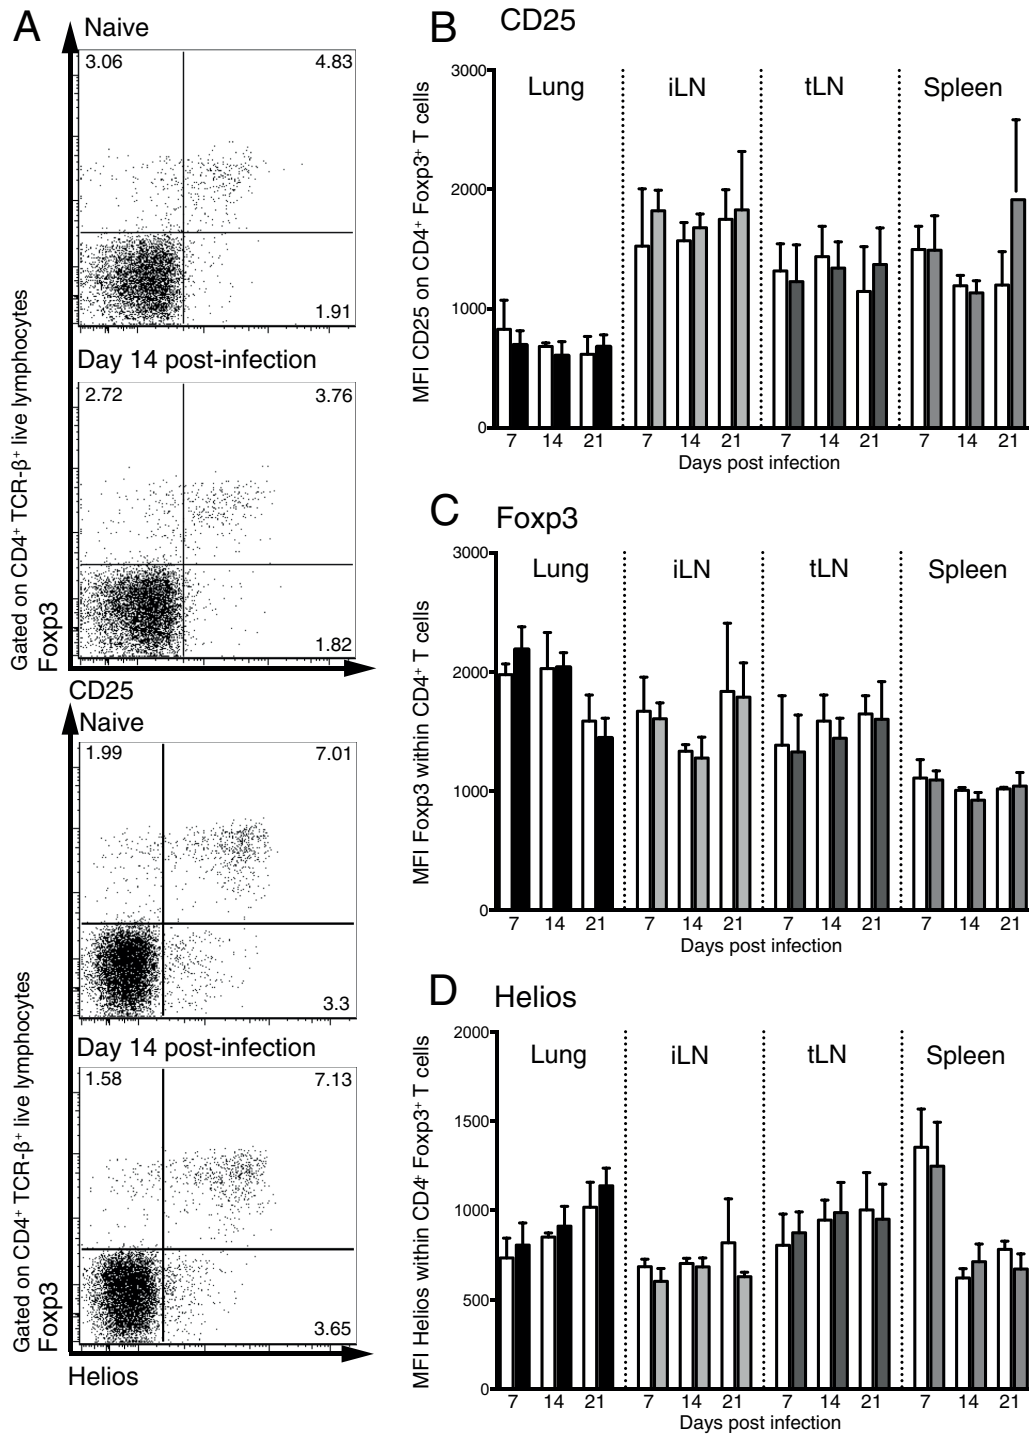 A
Naive
3.06 4.83
1.91
Day 14 post-infection
2.72 3.76
1.82
Gated on CD4⁺ TCR-β⁺ live lymphocytes
Foxp3
CD25
Naive
1.99 7.01
3.3
Day 14 post-infection
1.58 7.13
3.65
Gated on CD4⁺ TCR-β⁺ live lymphocytes
Foxp3
Helios
B CD25
MFI CD25 on CD4⁺ Foxp3⁺ T cells
3000
2000
1000
0
Lung iLN tLN Spleen
7 14 21 7 14 21 7 14 21 7 14 21
Days post infection
C Foxp3
MFI Foxp3 within CD4⁺ T cells
3000
2000
1000
0
Lung iLN tLN Spleen
7 14 21 7 14 21 7 14 21 7 14 21
Days post infection
D Helios
MFI Helios within CD4⁺ Foxp3⁺ T cells
2000
1500
1000
500
0
Lung iLN tLN Spleen
7 14 21 7 14 21 7 14 21 7 14 21
Days post infection